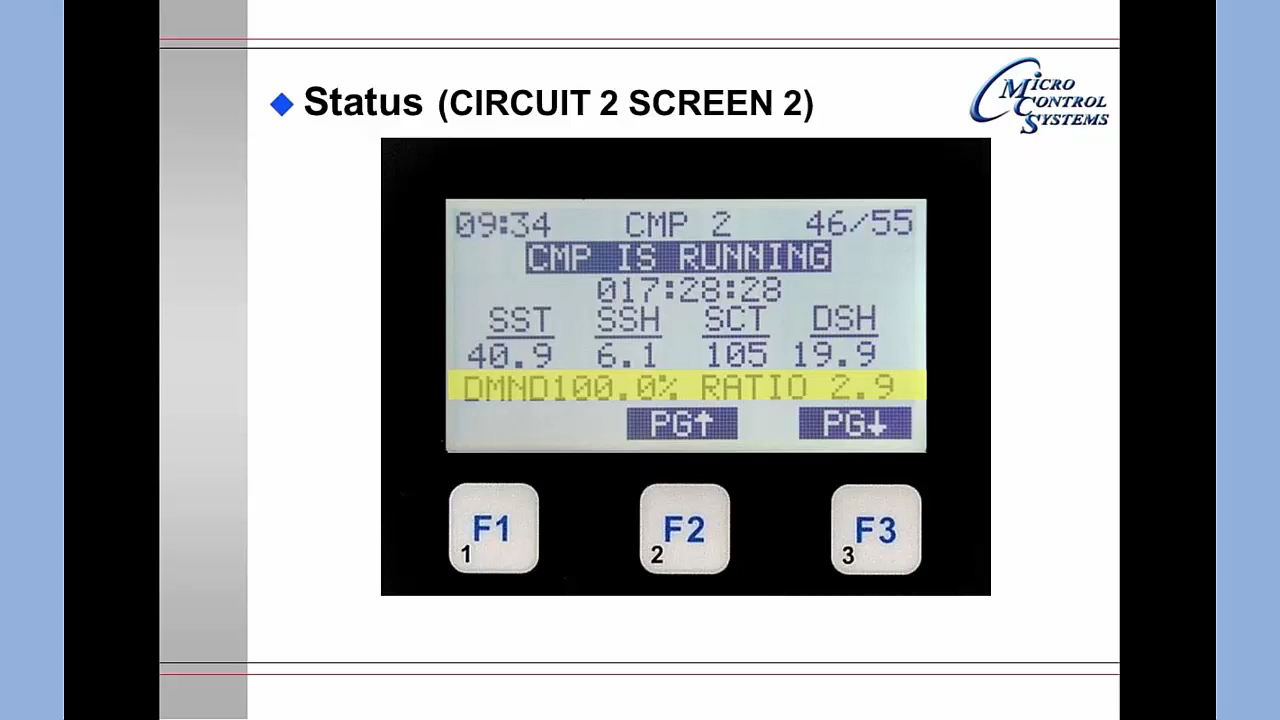 Status (CIRCUIT 2 SCREEN 2)
MICRO
CONTROL
SYSTEMS
09:34 CMP 2 46/55
CMP IS RUNNING
017:28:28
SST SSH SCT DSH
40.9 6.1 105 19.9
DMND100.0% RATIO 2.9
PG↑ PG↓
F1 F2 F3
1 2 3